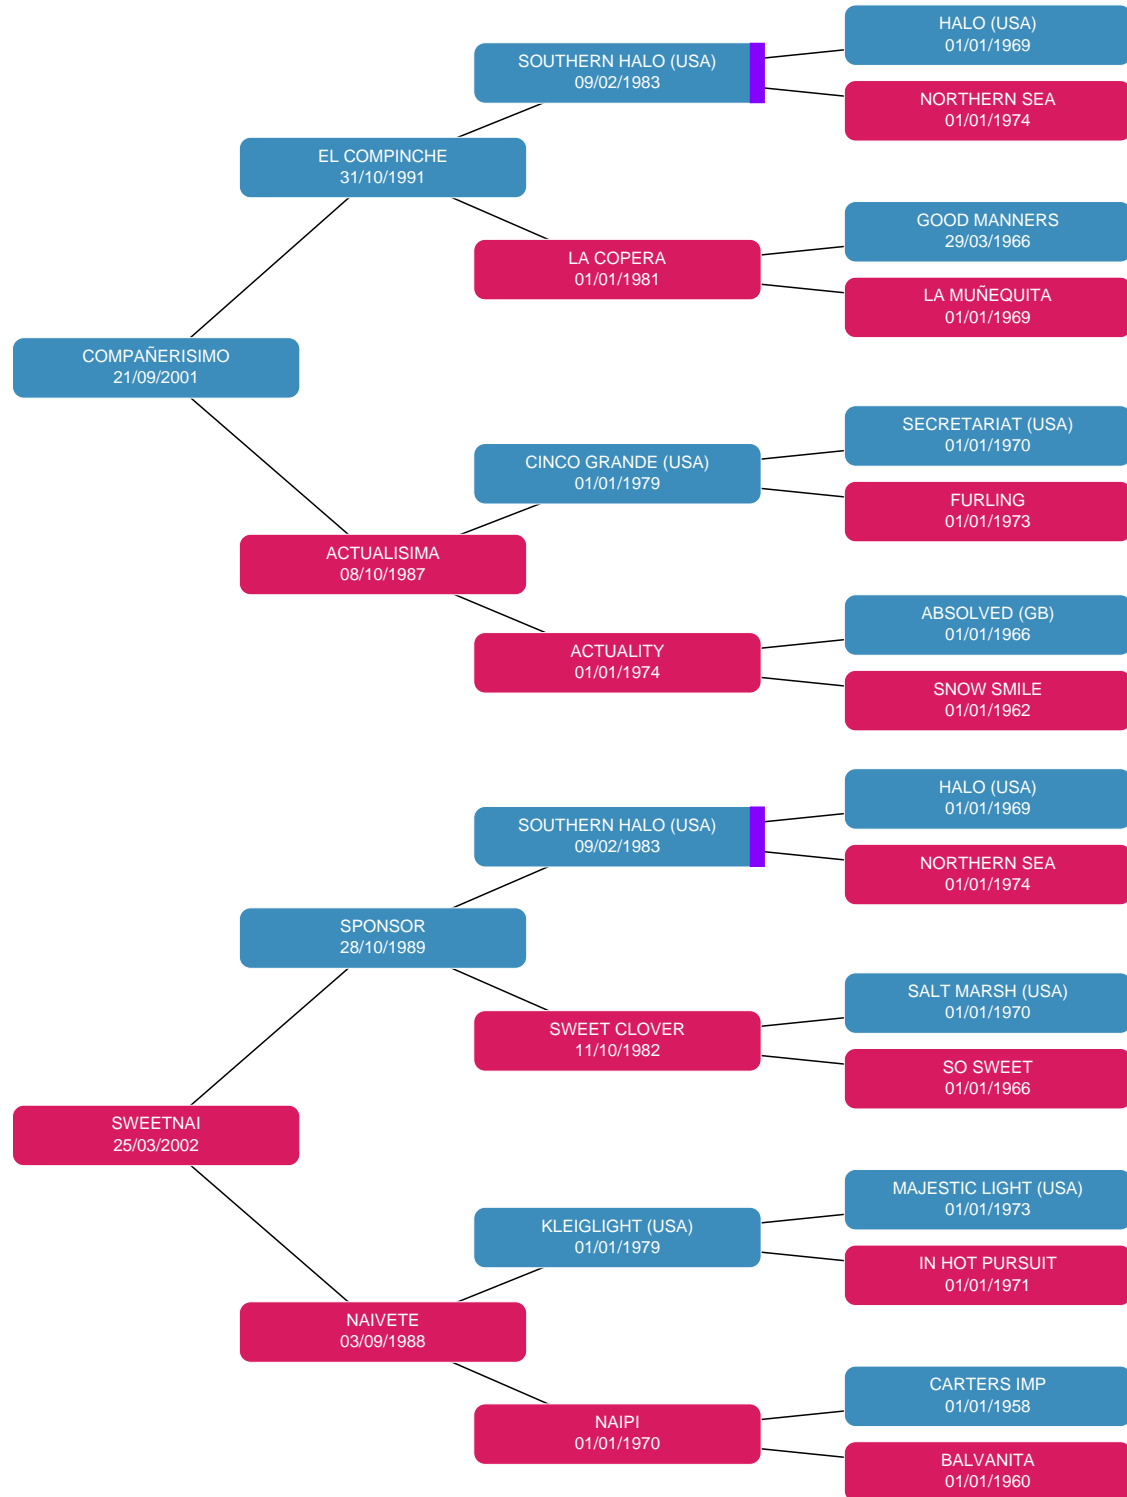 HALO (USA)
01/01/1969
SOUTHERN HALO (USA)
09/02/1983
NORTHERN SEA
01/01/1974
EL COMPINCHE
31/10/1991
GOOD MANNERS
29/03/1966
LA COPERA
01/01/1981
LA MUÑEQUITA
01/01/1969
COMPAÑERISIMO
21/09/2001
SECRETARIAT (USA)
01/01/1970
CINCO GRANDE (USA)
01/01/1979
FURLING
01/01/1973
ACTUALISIMA
08/10/1987
ABSOLVED (GB)
01/01/1966
ACTUALITY
01/01/1974
SNOW SMILE
01/01/1962
HALO (USA)
01/01/1969
SOUTHERN HALO (USA)
09/02/1983
NORTHERN SEA
01/01/1974
SPONSOR
28/10/1989
SALT MARSH (USA)
01/01/1970
SWEET CLOVER
11/10/1982
SO SWEET
01/01/1966
SWEETNAI
25/03/2002
MAJESTIC LIGHT (USA)
01/01/1973
KLEIGLIGHT (USA)
01/01/1979
IN HOT PURSUIT
01/01/1971
NAIVETE
03/09/1988
CARTERS IMP
01/01/1958
NAIPI
01/01/1970
BALVANITA
01/01/1960